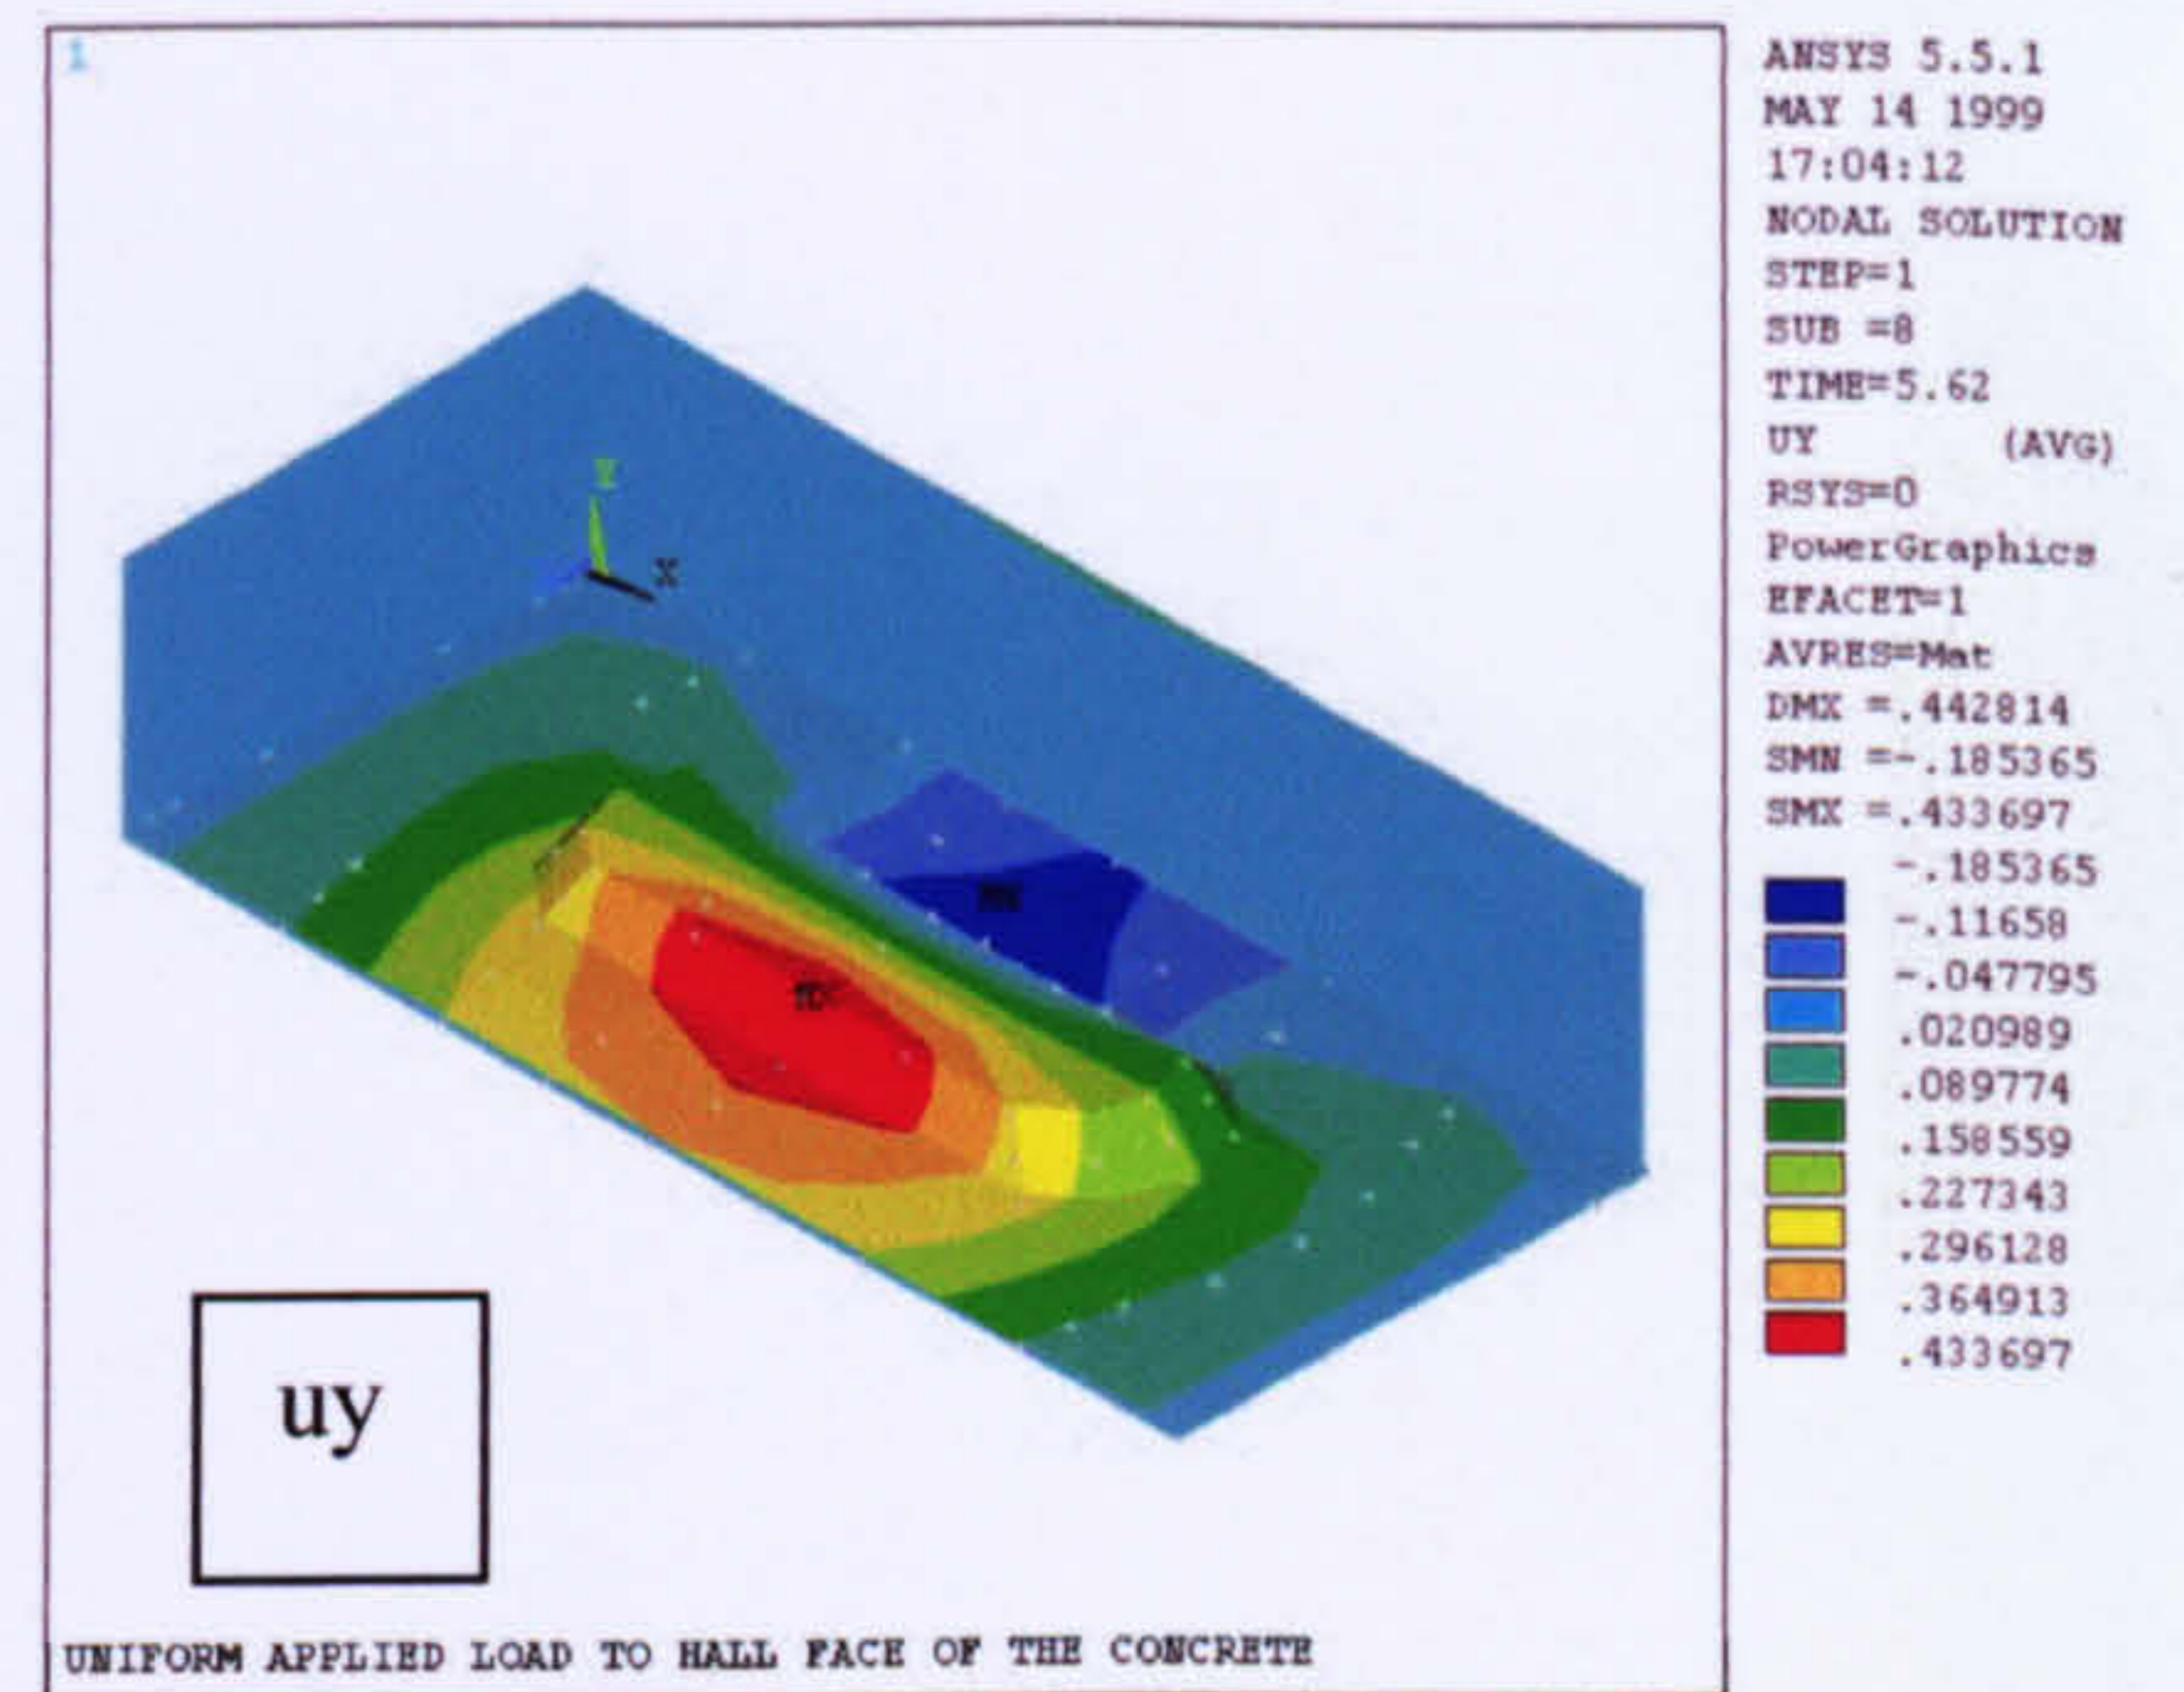 1
ANSYS 5.5.1
MAY 14 1999
17:04:12
NODAL SOLUTION
STEP=1
SUB =8
TIME=5.62
UY (AVG)
RSYS=0
PowerGraphics
EFACET=1
AVRES=Mat
DMX =.442814
SMN =-.185365
SMX =.433697
-.185365
-.11658
-.047795
.020989
.089774
.158559
.227343
.296128
.364913
.433697
X
MX
uy
UNIFORM APPLIED LOAD TO HALL FACE OF THE CONCRETE